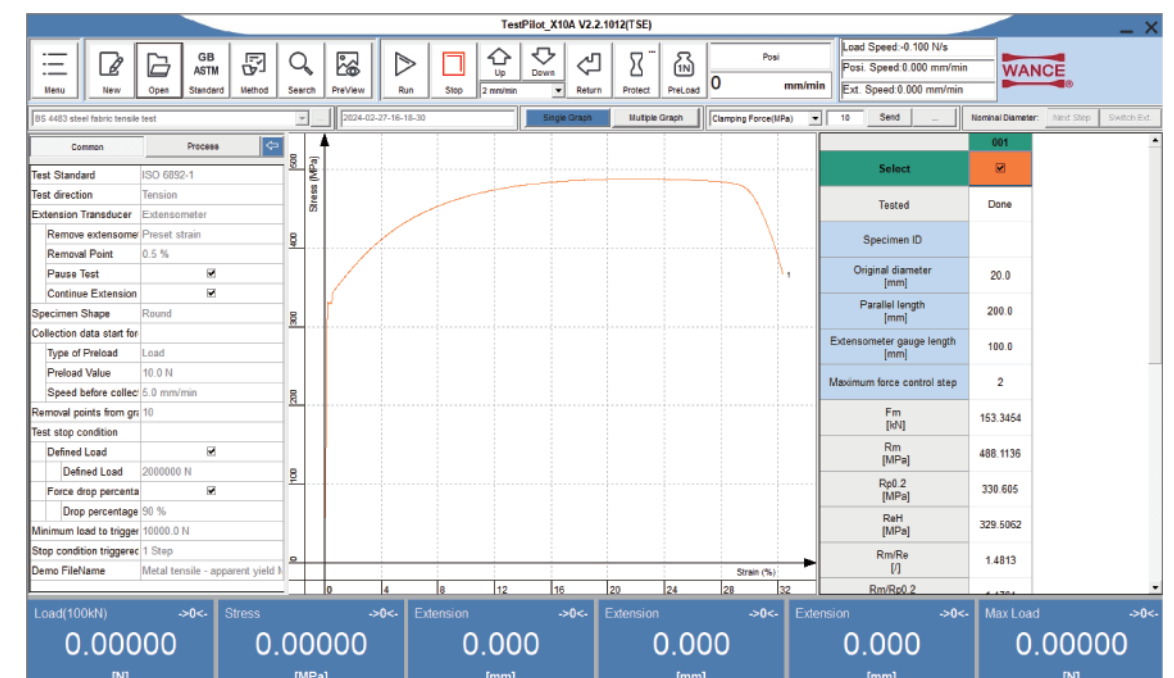 TestPilot_X10A V2.2.1012(TSE)
Menu
New
Open
GB
ASTM
Standard
Method
Search
PreView
Run
Stop
Up
2 mm/min
Down
Return
Protect
1N
PreLoad
Posi
0 mm/min
Load Speed:-0.100 N/s
Posi. Speed:0.000 mm/min
Ext. Speed:0.000 mm/min
WANCE
®
BS 4483 steel fabric tensile test
...
2024-02-27-16-18-30
Single Graph
Mutiple Graph
Clamping Force(MPa)
10
Send
...
Nominal Diameter:
Next Step
Switch Ext.
Common
Process
Test Standard ISO 6892-1
Test direction Tension
Extension Transducer Extensometer
Remove extensome Preset strain
Removal Point 0.5 %
Pause Test
Continue Extension
Specimen Shape Round
Collection data start for
Type of Preload Load
Preload Value 10.0 N
Speed before collec 5.0 mm/min
Removal points from gra 10
Test stop condition
Defined Load
Defined Load 2000000 N
Force drop percenta
Drop percentage 90 %
Minimum load to trigger 10000.0 N
Stop condition triggered 1 Step
Demo FileName Metal tensile - apparent yield
Stress (MPa)
500
400
300
200
100
0
1
Strain (%)
0 4 8 12 16 20 24 28 32
001
Select
Tested Done
Specimen ID
Original diameter
[mm] 20.0
Parallel length
[mm] 200.0
Extensometer gauge length
[mm] 100.0
Maximum force control step 2
Fm
[kN] 153.3454
Rm
[MPa] 488.1136
Rp0.2
[MPa] 330.605
ReH
[MPa] 329.5062
Rm/Re
[/] 1.4813
Rm/Rp0.2
Load(100kN) ->0<-
0.00000
[N]
Stress ->0<-
0.00000
[MPa]
Extension ->0<-
0.000
[mm]
Extension ->0<-
0.000
[mm]
Extension ->0<-
0.000
[mm]
Max Load ->0<-
0.00000
[N]